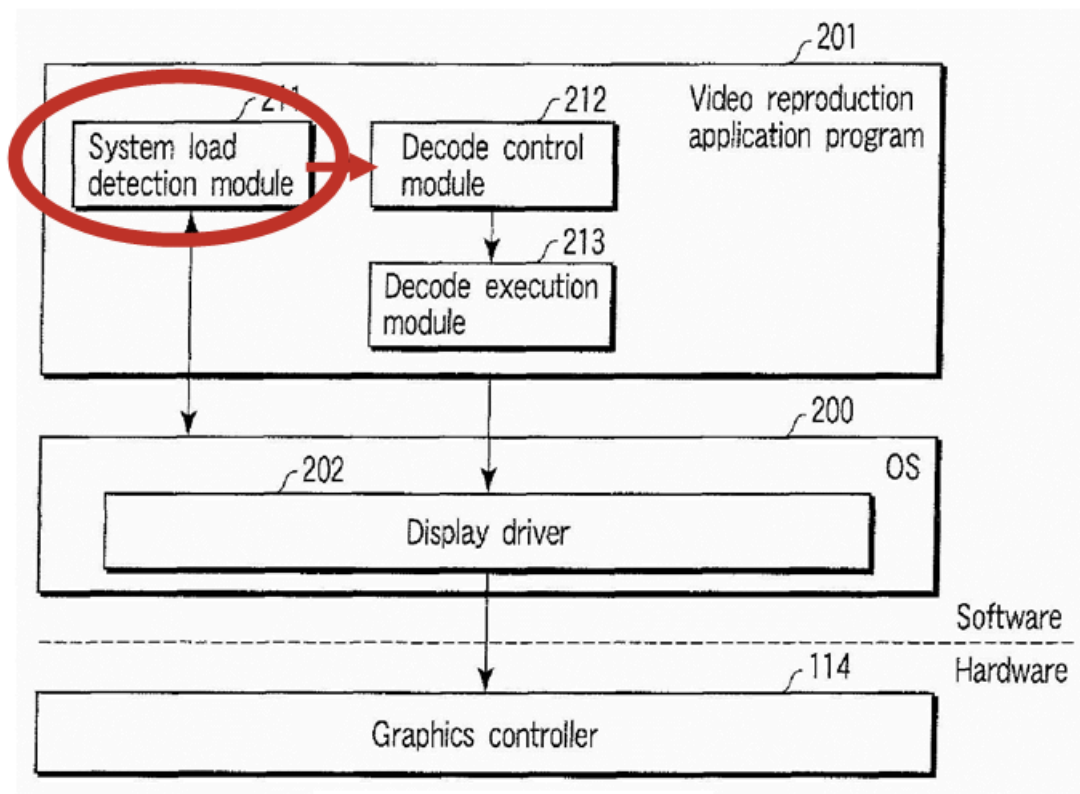 201
Video reproduction
application program
211
System load
detection module
212
Decode control
module
213
Decode execution
module
200
OS
202
Display driver
Software
Hardware
114
Graphics controller